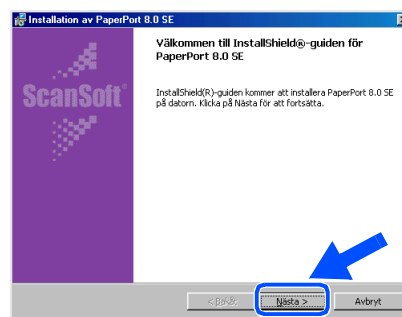 Installation av PaperPort 8.0 SE
Välkommen till InstallShield®-guiden för
PaperPort 8.0 SE
ScanSoft®
InstallShield(R)-guiden kommer att installera PaperPort 8.0 SE
på datorn. Klicka på Nästa för att fortsätta.
< Bakåt
Nästa >
Avbryt